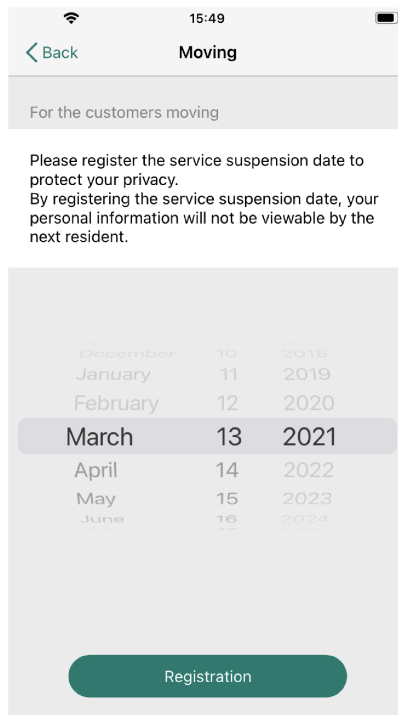 15:49
Back Moving
For the customers moving
Please register the service suspension date to
protect your privacy.
By registering the service suspension date, your
personal information will not be viewable by the
next resident.
December 10 2018
January 11 2019
February 12 2020
March 13 2021
April 14 2022
May 15 2023
June 16 2024
Registration